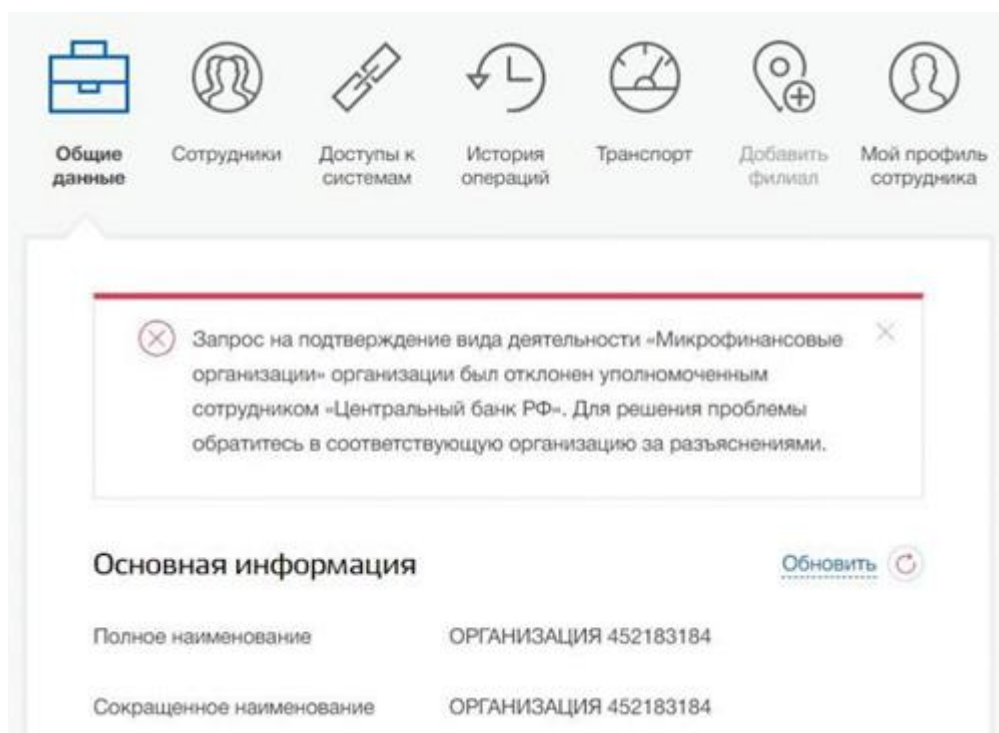 Общие данные
Сотрудники
Доступы к системам
История операций
Транспорт
Добавить филиал
Мой профиль сотрудника
Запрос на подтверждение вида деятельности «Микрофинансовые
организации» организации был отклонен уполномоченным
сотрудником «Центральный банк РФ». Для решения проблемы
обратитесь в соответствующую организацию за разъяснениями.
Основная информация
Обновить
Полное наименование ОРГАНИЗАЦИЯ 452183184
Сокращенное наименование ОРГАНИЗАЦИЯ 452183184